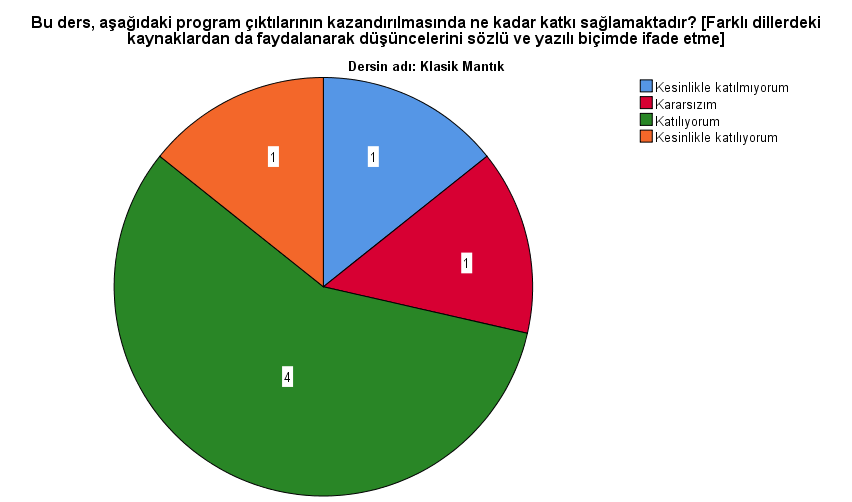 Bu ders, aşağıdaki program çıktılarının kazandırılmasında ne kadar katkı sağlamaktadır? [Farklı dillerdeki
kaynaklardan da faydalanarak düşüncelerini sözlü ve yazılı biçimde ifade etme]
Dersin adı: Klasik Mantık
Kesinlikle katılmıyorum
Kararsızım
Katılıyorum
Kesinlikle katılıyorum
1
1
1
4